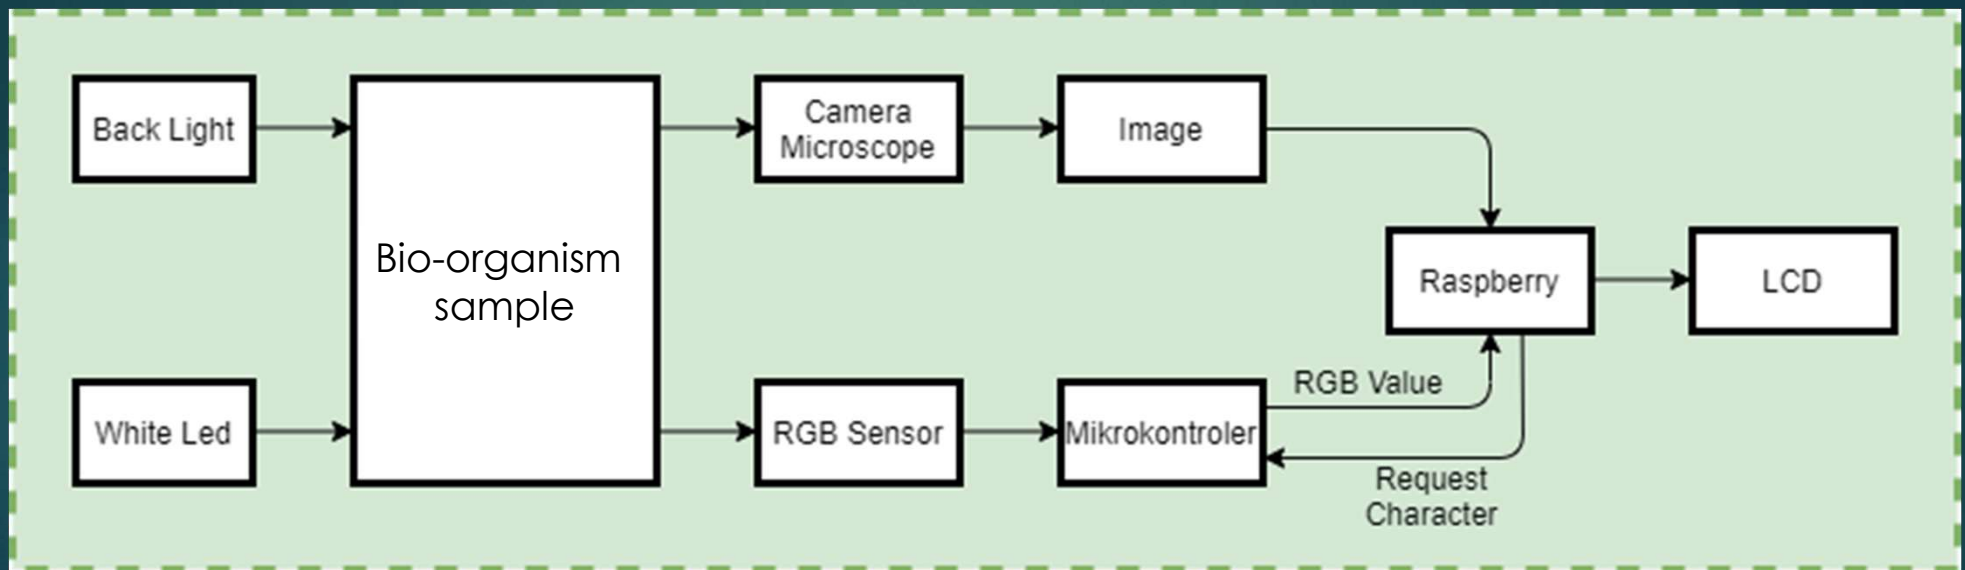 Back Light
Bio-organism
sample
Camera
Microscope
Image
Raspberry
LCD
White Led
RGB Sensor
Mikrokontroler
RGB Value
Request
Character